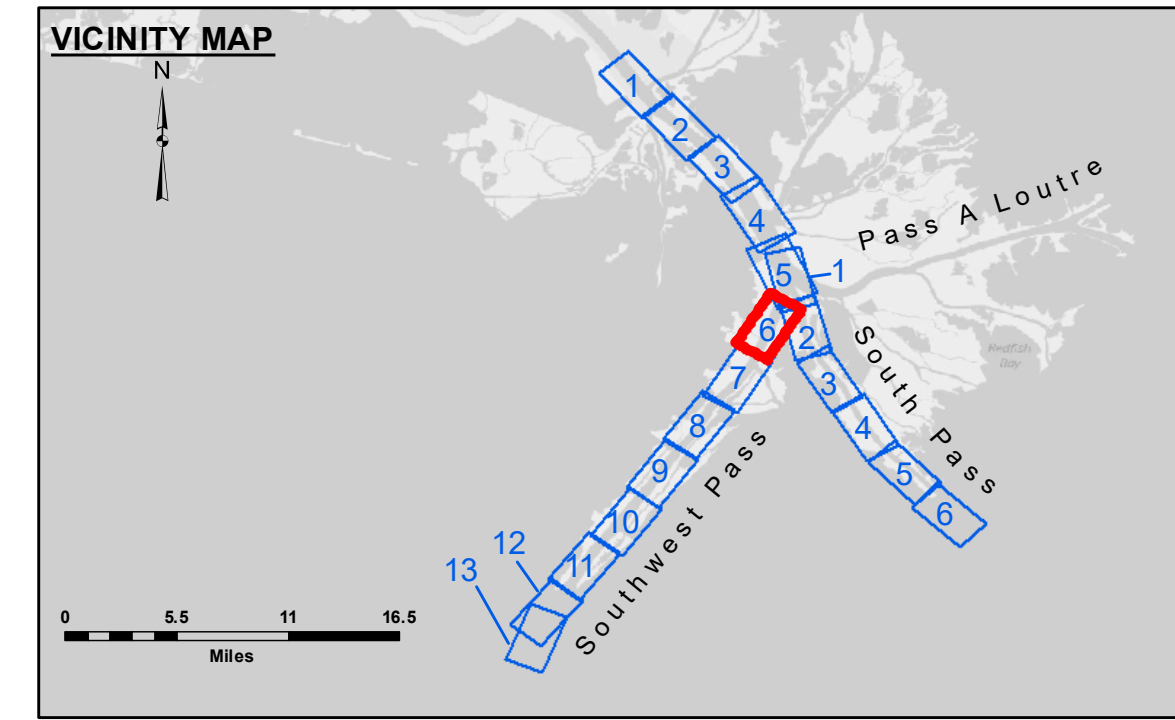 VICINITY MAP
N
1
2
3
4
5
1
Pass A Loutre
6
2
South Pass
Redfish
Bay
7
3
8
4
9
5
10
6
11
12
13
Southwest Pass
0 5.5 11 16.5
Miles